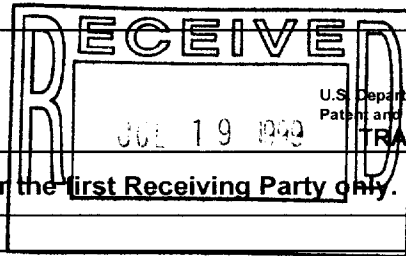 RECEIVED
U.S. Depart
Patent and
JUL 19 1999
TRA
r the first Receiving Party only.